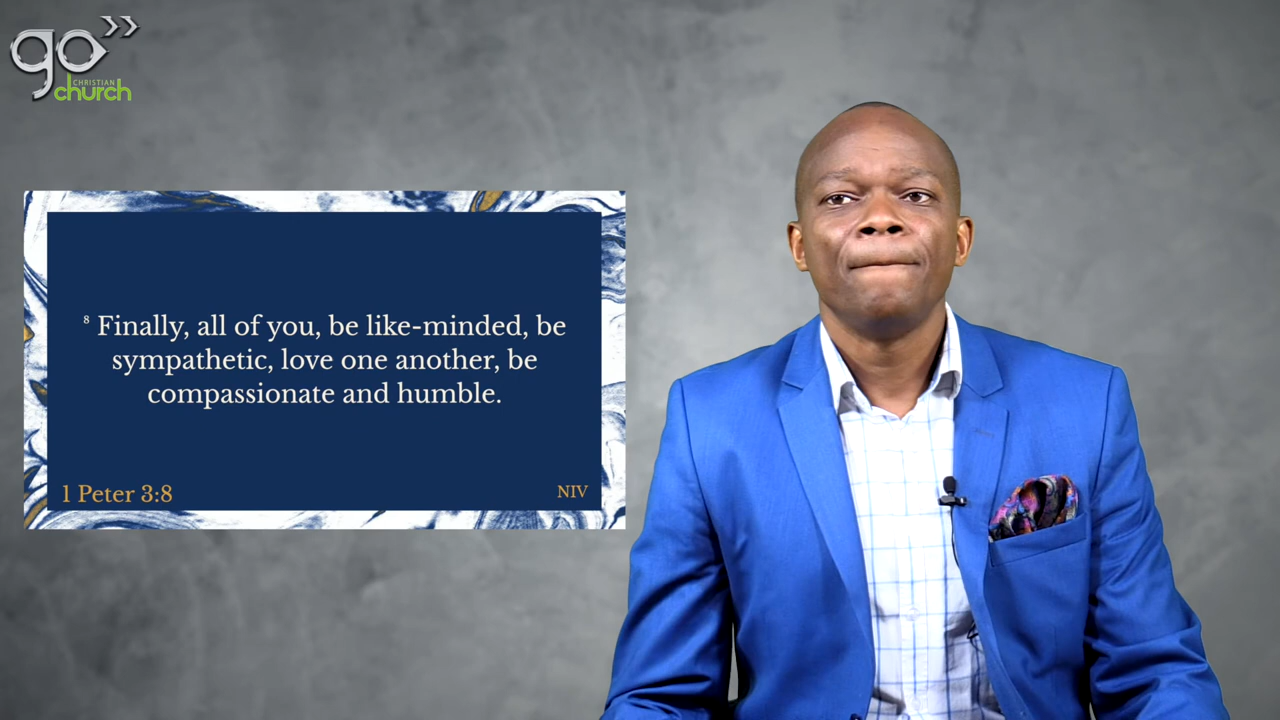 go
CHRISTIAN
church
⁸ Finally, all of you, be like-minded, be
sympathetic, love one another, be
compassionate and humble.
1 Peter 3:8
NIV